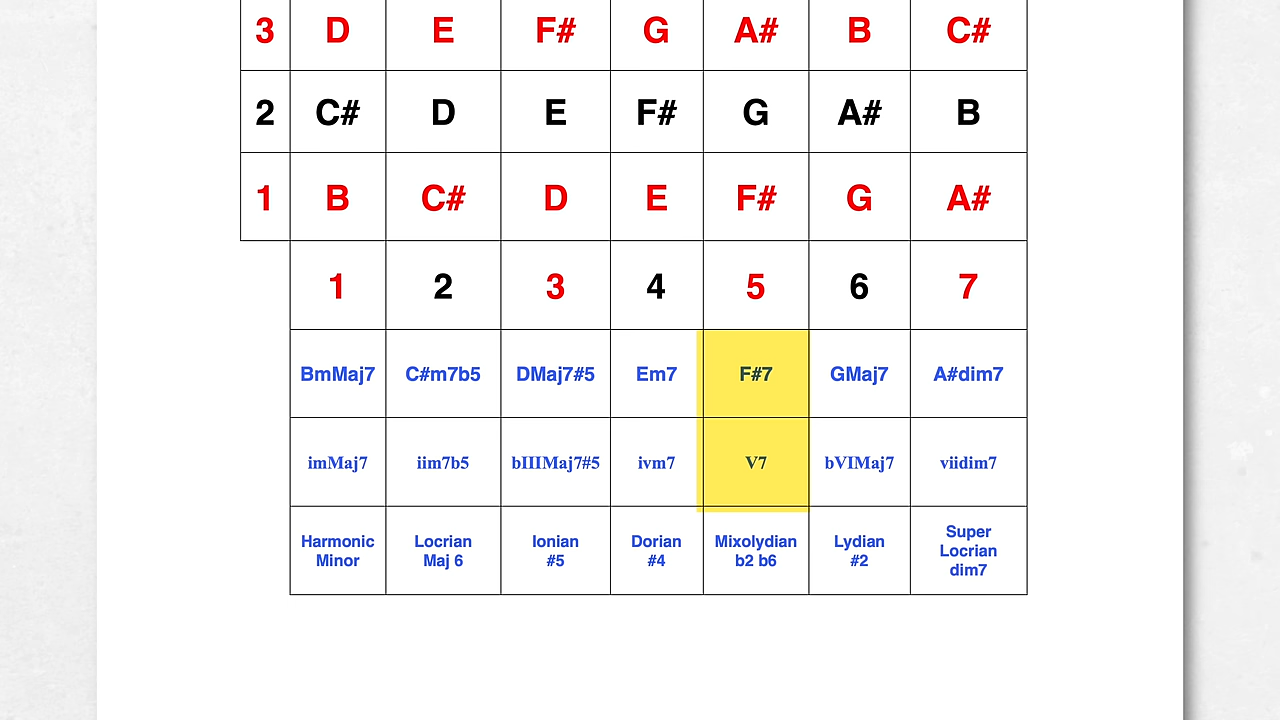 3 D E F# G A# B C#
2 C# D E F# G A# B
1 B C# D E F# G A#
1 2 3 4 5 6 7
BmMaj7 C#m7b5 DMaj7#5 Em7 F#7 GMaj7 A#dim7
imMaj7 iim7b5 bIIIMaj7#5 ivm7 V7 bVIMaj7 viidim7
Harmonic Minor Locrian Maj 6 Ionian #5 Dorian #4 Mixolydian b2 b6 Lydian #2 Super Locrian dim7